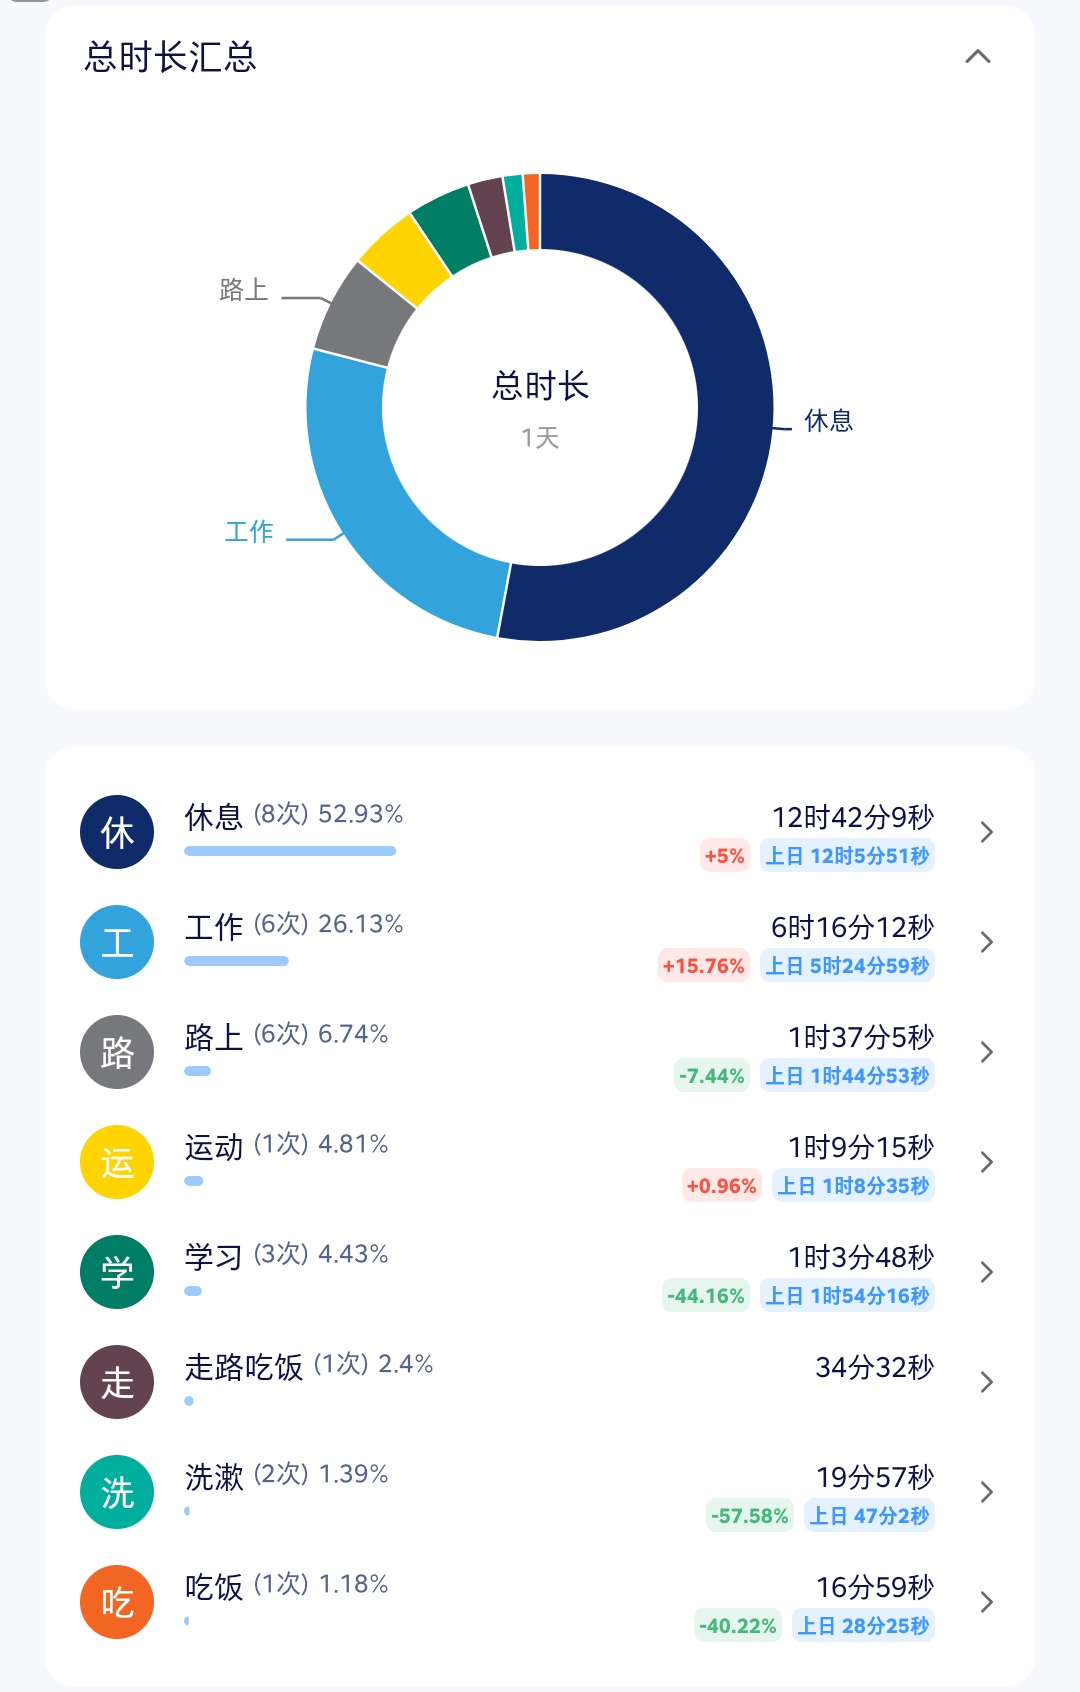 总时长汇总
路上
总时长
1天
休息
工作
休 休息 (8次) 52.93% 12时42分9秒
+5% 上日 12时5分51秒
工 工作 (6次) 26.13% 6时16分12秒
+15.76% 上日 5时24分59秒
路 路上 (6次) 6.74% 1时37分5秒
-7.44% 上日 1时44分53秒
运 运动 (1次) 4.81% 1时9分15秒
+0.96% 上日 1时8分35秒
学 学习 (3次) 4.43% 1时3分48秒
-44.16% 上日 1时54分16秒
走 走路吃饭 (1次) 2.4% 34分32秒
洗 洗漱 (2次) 1.39% 19分57秒
-57.58% 上日 47分2秒
吃 吃饭 (1次) 1.18% 16分59秒
-40.22% 上日 28分25秒